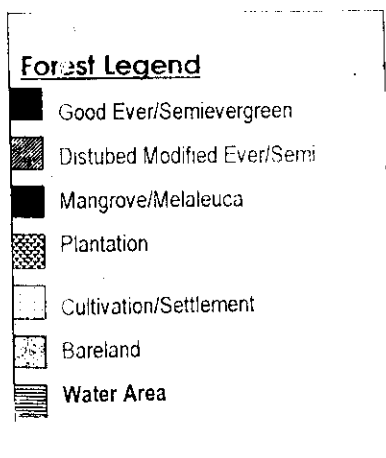 Forest Legend
Good Ever/Semievergreen
Distubed Modified Ever/Semi
Mangrove/Melaleuca
Plantation
Cultivation/Settlement
Bareland
Water Area